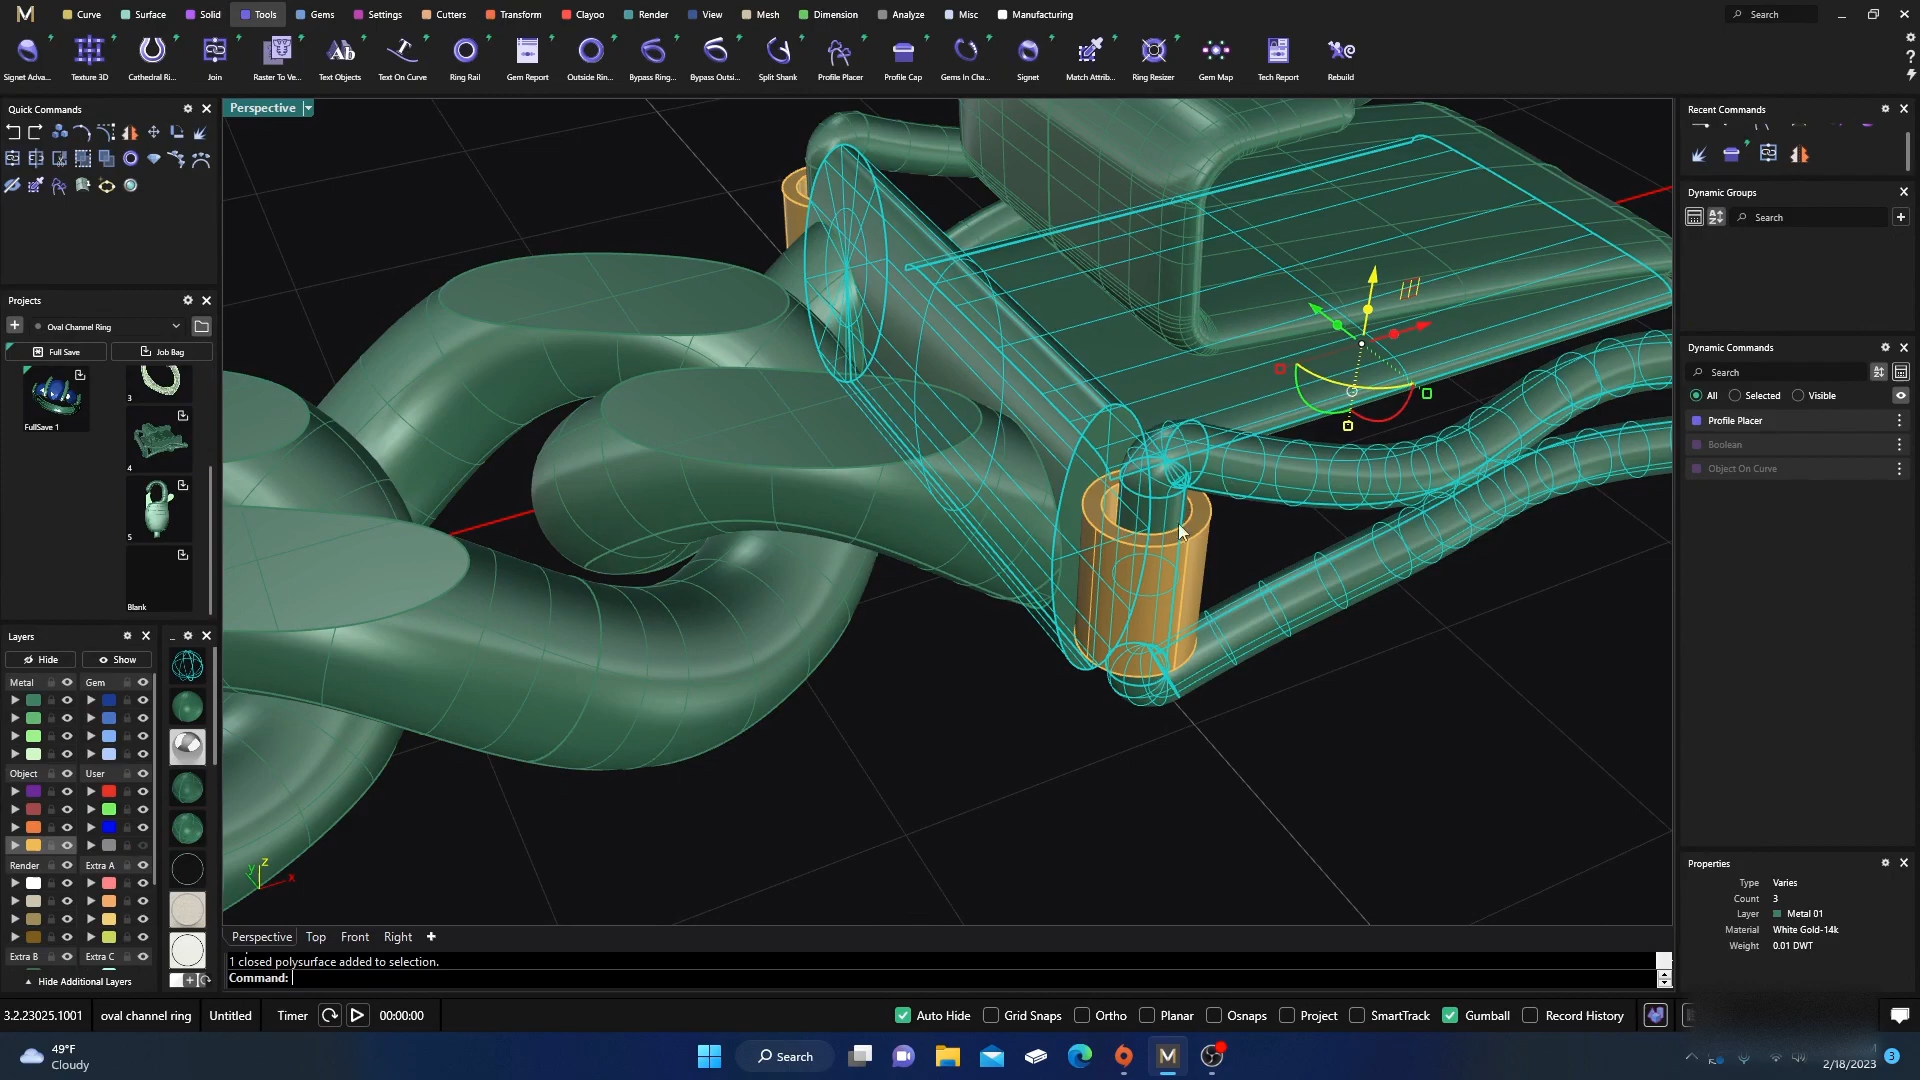 Curve Surface Solid Tools Gems Settings Cutters Transform Clayoo Render View Mesh Dimension Analyze Misc Manufacturing Search
Signet Adva... Texture 3D Cathedral Ri... Join Raster To Ve... Text Objects Text On Curve Ring Rail Gem Report Outside Rin... Bypass Ring... Bypass Outsi... Split Shank Profile Placer Profile Cap Gems In Cha... Signet Match Attrib... Ring Resizer Gem Map Tech Report Rebuild
Quick Commands
Projects
Oval Channel Ring
Full Save Job Bag
FullSave 1
3
4
5
Blank
Layers
Hide Show
Metal Gem
Object User
Render Extra A
Extra B Extra C
Hide Additional Layers
Perspective
z
y
x
Perspective Top Front Right
1 closed polysurface added to selection.
Command:
Recent Commands
Dynamic Groups
Search
Dynamic Commands
Search
All Selected Visible
Profile Placer
Boolean
Object On Curve
Properties
Type Varies
Count 3
Layer Metal 01
Material White Gold-14k
Weight 0.01 DWT
3.2.23025.1001 oval channel ring Untitled Timer 00:00:00 Auto Hide Grid Snaps Ortho Planar Osnaps Project SmartTrack Gumball Record History
49°F
Cloudy
Search
2/18/2023
3